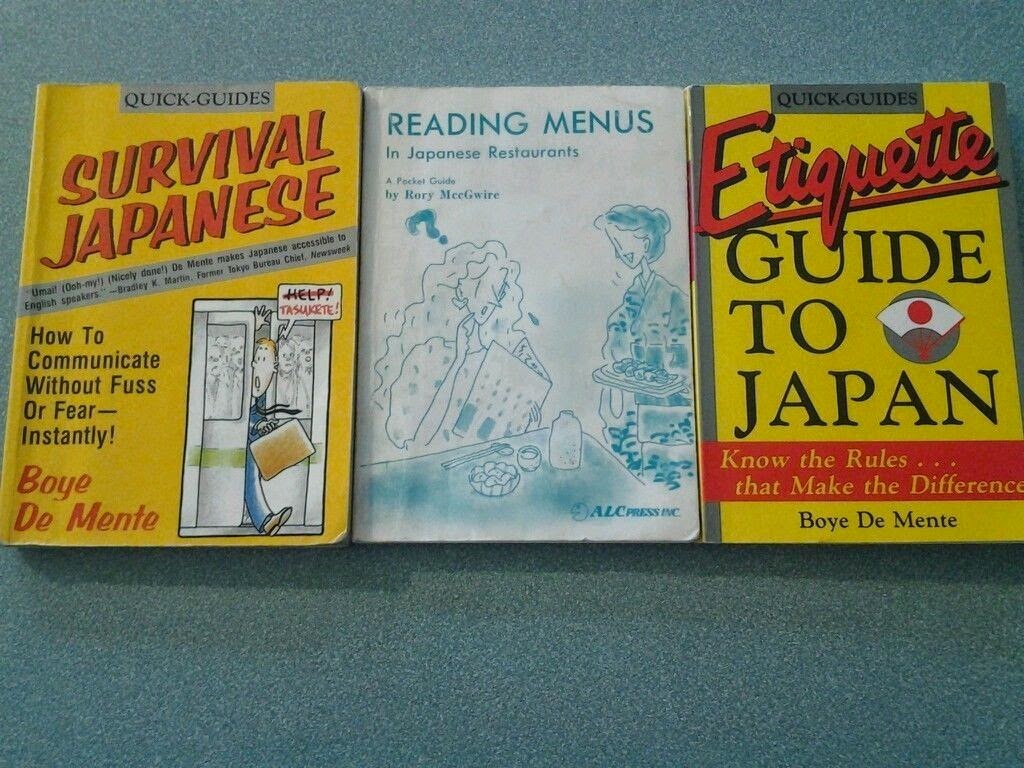 QUICK-GUIDES
SURVIVAL
JAPANESE
"Umai! (Ooh-my!) (Nicely done!) De Mente makes Japanese accessible to
English speakers." —Bradley K. Martin, Former Tokyo Bureau Chief, Newsweek
HELP!
TASUKETE!
How To
Communicate
Without Fuss
Or Fear—
Instantly!
Boye
De Mente
READING MENUS
In Japanese Restaurants
A Pocket Guide
by Rory MccGwire
?
ALC PRESS INC.
QUICK-GUIDES
Etiquette
GUIDE
TO
JAPAN
Know the Rules . . .
that Make the Difference
Boye De Mente